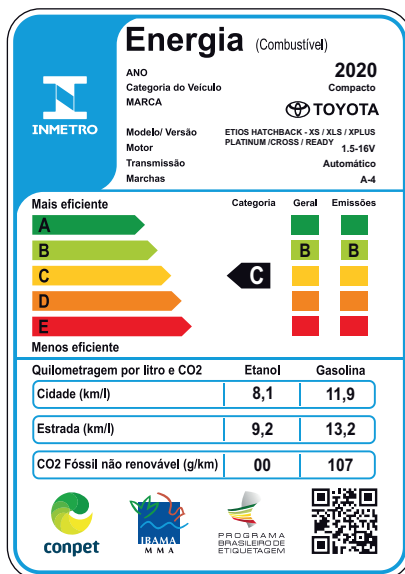 Energia (Combustível)
ANO 2020
Categoria do Veículo Compacto
MARCA TOYOTA
INMETRO
Modelo/ Versão ETIOS HATCHBACK - XS / XLS / XPLUS
PLATINUM /CROSS / READY
Motor 1.5-16V
Transmissão Automático
Marchas A-4
Mais eficiente Categoria Geral Emissões
A
B B B
C C
D
E
Menos eficiente
Quilometragem por litro e CO2 Etanol Gasolina
Cidade (km/l) 8,1 11,9
Estrada (km/l) 9,2 13,2
CO2 Fóssil não renovável (g/km) 00 107
conpet
IBAMA
M M A
PROGRAMA
BRASILEIRO DE
ETIQUETAGEM